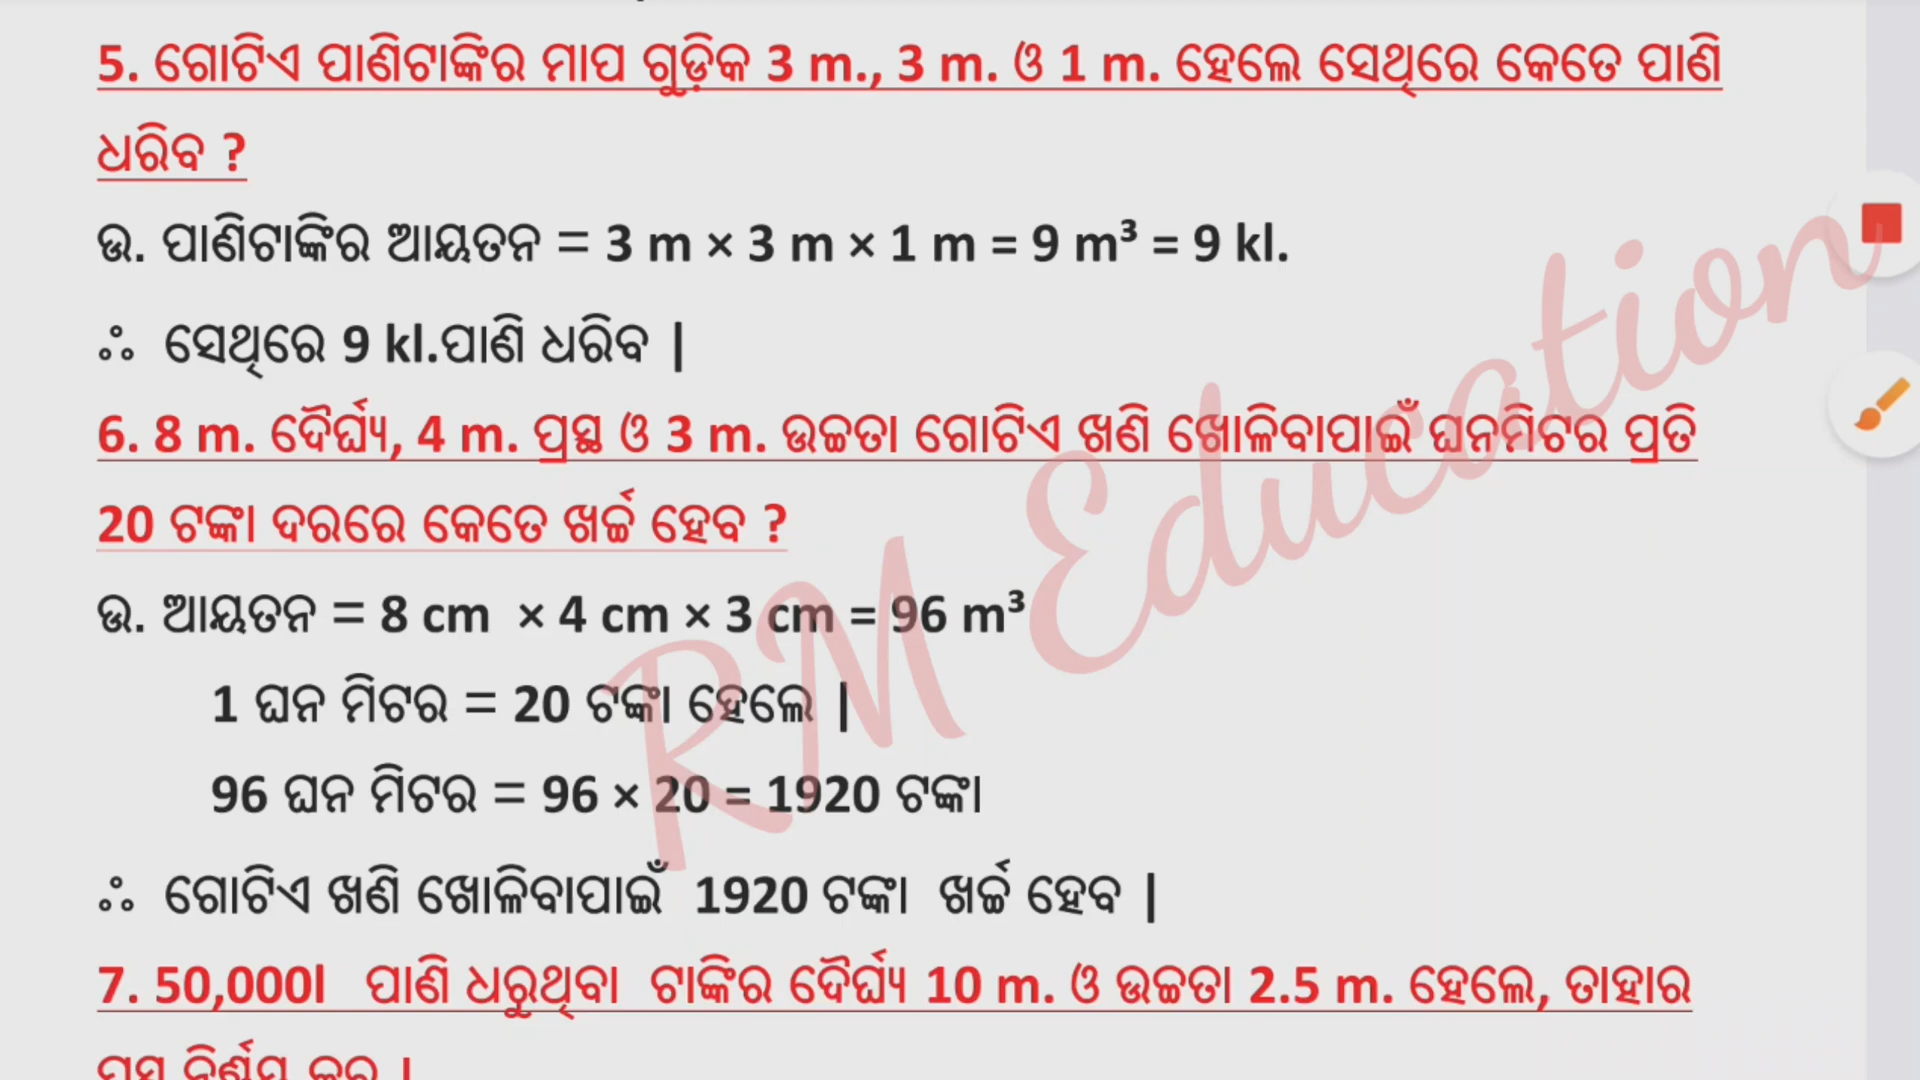 5. ଗୋଟିଏ ପାଣିଟାଙ୍କିର ମାପ ଗୁଡ଼ିକ 3 m., 3 m. ଓ 1 m. ହେଲେ ସେଥିରେ କେତେ ପାଣି
ଧରିବ ?
ଉ. ପାଣିଟାଙ୍କିର ଆୟତନ = 3 m × 3 m × 1 m = 9 m³ = 9 kl.
ஃ ସେଥିରେ 9 kl.ପାଣି ଧରିବ |
6. 8 m. ଦୈର୍ଘ୍ୟ, 4 m. ପ୍ରସ୍ଥ ଓ 3 m. ଉଚ୍ଚତା ଗୋଟିଏ ଖଣି ଖୋଳିବାପାଇଁ ଘନମିଟର ପ୍ରତି
20 ଟଙ୍କା ଦରରେ କେତେ ଖର୍ଚ୍ଚ ହେବ ?
ଉ. ଆୟତନ = 8 cm × 4 cm × 3 cm = 96 m³
1 ଘନ ମିଟର = 20 ଟଙ୍କା ହେଲେ |
96 ଘନ ମିଟର = 96 × 20 = 1920 ଟଙ୍କା
ஃ ଗୋଟିଏ ଖଣି ଖୋଳିବାପାଇଁ 1920 ଟଙ୍କା ଖର୍ଚ୍ଚ ହେବ |
7. 50,000l ପାଣି ଧରୁଥିବା ଟାଙ୍କିର ଦୈର୍ଘ୍ୟ 10 m. ଓ ଉଚ୍ଚତା 2.5 m. ହେଲେ, ତାହାର
RM Education